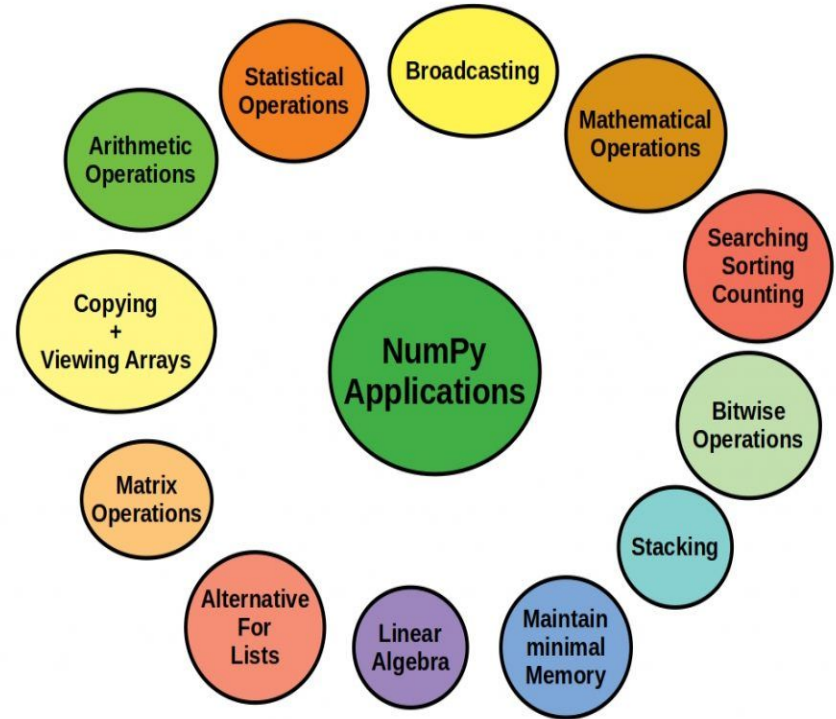 Broadcasting
Statistical
Operations
Mathematical
Operations
Arithmetic
Operations
Searching
Sorting
Counting
Copying
+
Viewing Arrays
NumPy
Applications
Bitwise
Operations
Matrix
Operations
Stacking
Alternative
For
Lists
Linear
Algebra
Maintain
minimal
Memory